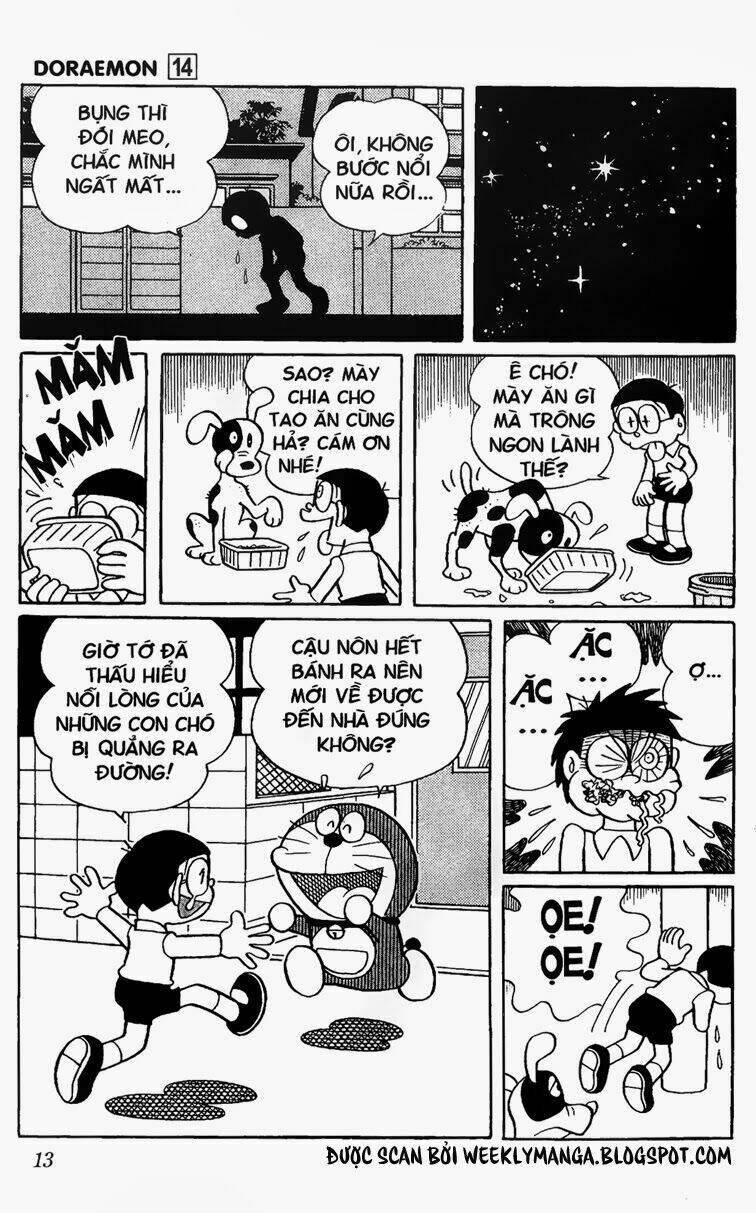 DORAEMON 14
ÔI, KHÔNG
BƯỚC NỔI
NỮA RỒI...
BỤNG THÌ
ĐÓI MEO,
CHẮC MÌNH
NGẤT MẤT...
Ê CHÓ!
MÀY ĂN GÌ
MÀ TRÔNG
NGON LÀNH
THẾ?
SAO? MÀY
CHIA CHO
TAO ĂN CÙNG
HẢ? CÁM ƠN
NHÉ!
MĂM
MĂM
Ợ...
ẶC
...
ẶC
...
ỌE!
ỌE!
CẬU NÔN HẾT
BÁNH RA NÊN
MỚI VỀ ĐƯỢC
ĐẾN NHÀ ĐÚNG
KHÔNG?
GIỜ TỚ ĐÃ
THẤU HIỂU
NỐI LÒNG CỦA
NHỮNG CON CHÓ
BỊ QUẲNG RA
ĐƯỜNG!
13
ĐƯỢC SCAN BỞI WEEKLYMANGA.BLOGSPOT.COM